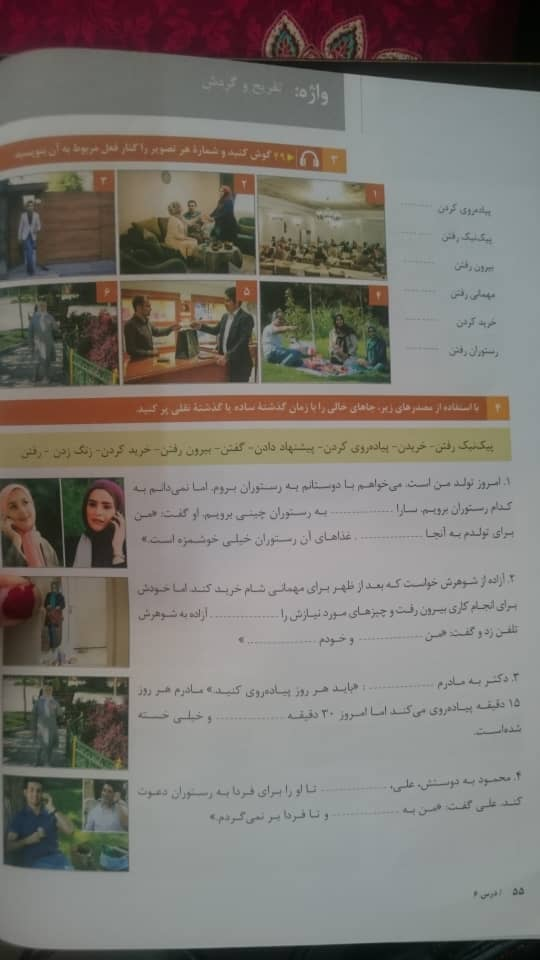 واژه: تفریح و گردش
۳ ۲۹ گوش کنید و شمارهٔ هر تصویر را کنار فعل مربوط به آن بنویسید.
پیاده‌روی کردن ..........
پیک‌نیک رفتن ..........
بیرون رفتن ..........
مهمانی رفتن ..........
خرید کردن ..........
رستوران رفتن ..........
۱
۲
۳
۴
۵
۶
۴ با استفاده از مصدرهای زیر، جاهای خالی را با زمان گذشتهٔ ساده یا گذشتهٔ نقلی پر کنید.
پیک‌نیک رفتن- خریدن- پیاده‌روی کردن- پیشنهاد دادن- گفتن- بیرون رفتن- خرید کردن- زنگ زدن -رفتن
۱. امروز تولد من است. می‌خواهم با دوستانم به رستوران بروم. اما نمی‌دانم به
کدام رستوران برویم. سارا .............. به رستوران چینی برویم. او گفت: «من
برای تولدم به آنجا .............. . غذاهای آن رستوران خیلی خوشمزه است.»
۲. آزاده از شوهرش خواست که بعد از ظهر برای مهمانی شام خرید کند. اما خودش
برای انجام کاری بیرون رفت و چیزهای مورد نیازش را .............. آزاده به شوهرش
تلفن زد و گفت: «من .............. و خودم .............. »
۳. دکتر به مادرم .............. : «باید هر روز پیاده‌روی کنید.» مادرم هر روز
۱۵ دقیقه پیاده‌روی می‌کند اما امروز ۳۰ دقیقه .............. و خیلی خسته
شده‌است.
۴. محمود به دوستش، علی، .............. تا او را برای فردا به رستوران دعوت
کند. علی گفت: «من به .............. و تا فردا بر نمی‌گردم.»
۵۵ / درس ۶